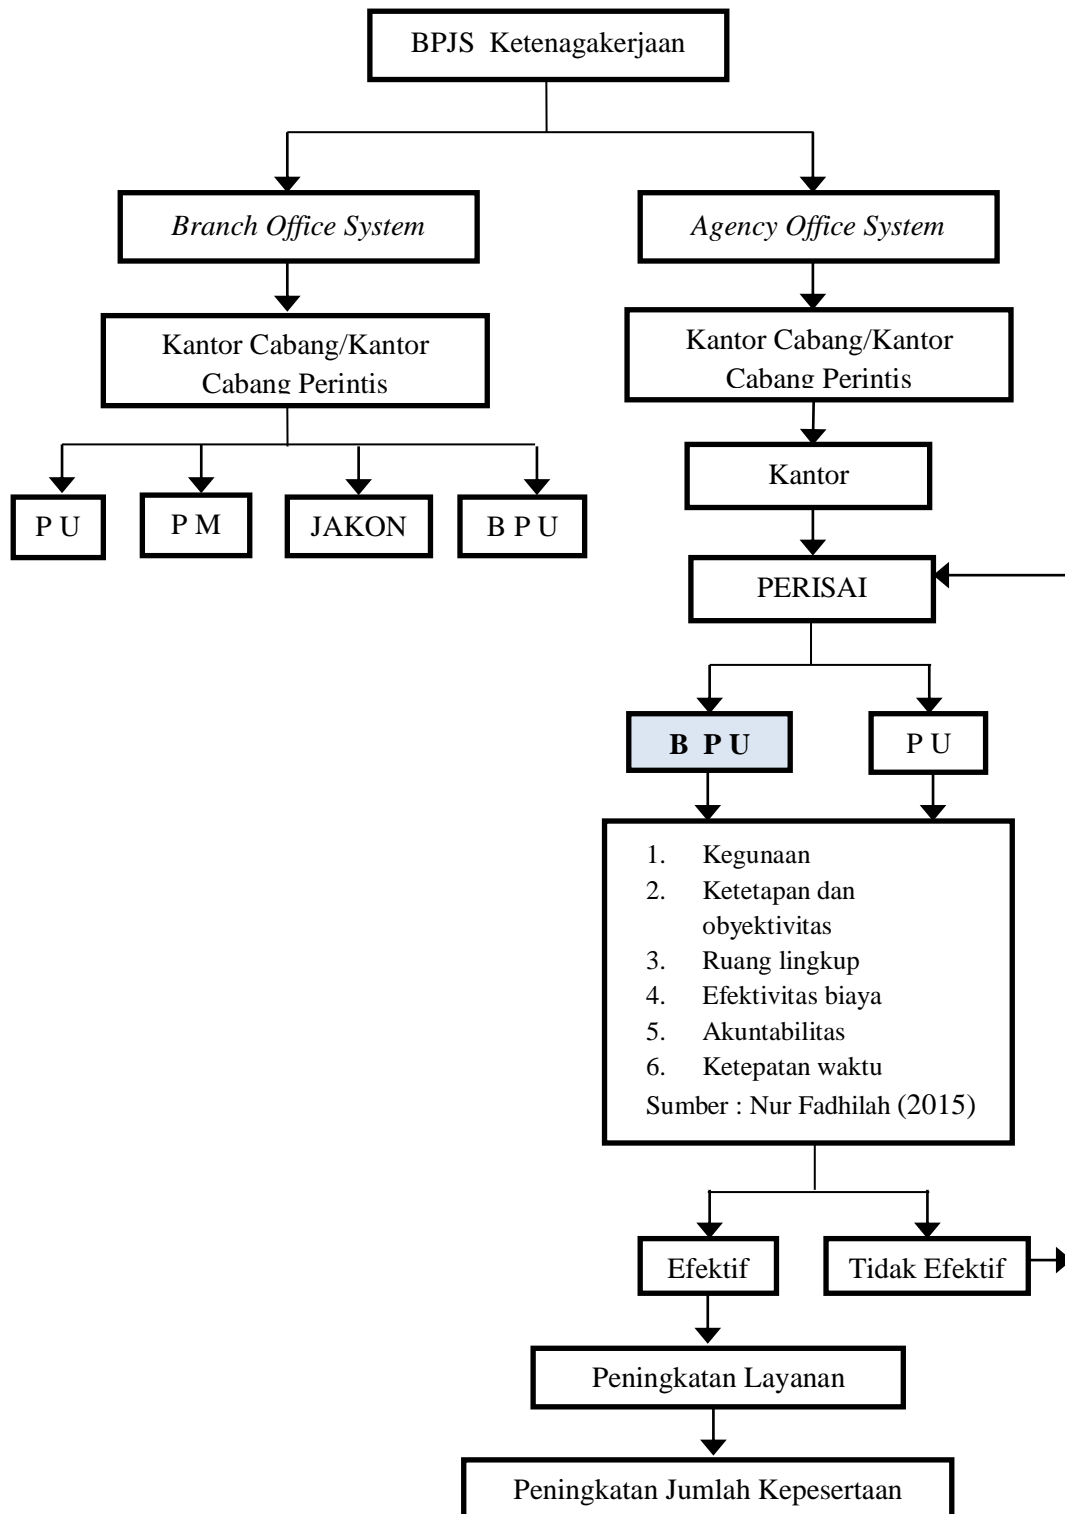 BPJS  Ketenagakerjaan
Branch Office System
Agency Office System
Kantor Cabang/Kantor
Cabang Perintis
Kantor Cabang/Kantor
Cabang Perintis
Kantor
P U
P M
JAKON
B P U
PERISAI
B  P U
P U
1. Kegunaan
2. Ketetapan dan
obyektivitas
3. Ruang lingkup
4. Efektivitas biaya
5. Akuntabilitas
6. Ketepatan waktu
Sumber : Nur Fadhilah (2015)
Efektif
Tidak Efektif
Peningkatan Layanan
Peningkatan Jumlah Kepesertaan